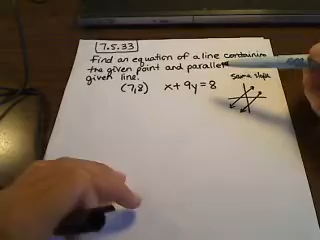 7.5.33
Find an equation of a line containing
the given point and parallel
given line.
(7,8) x + 9y = 8
same slope